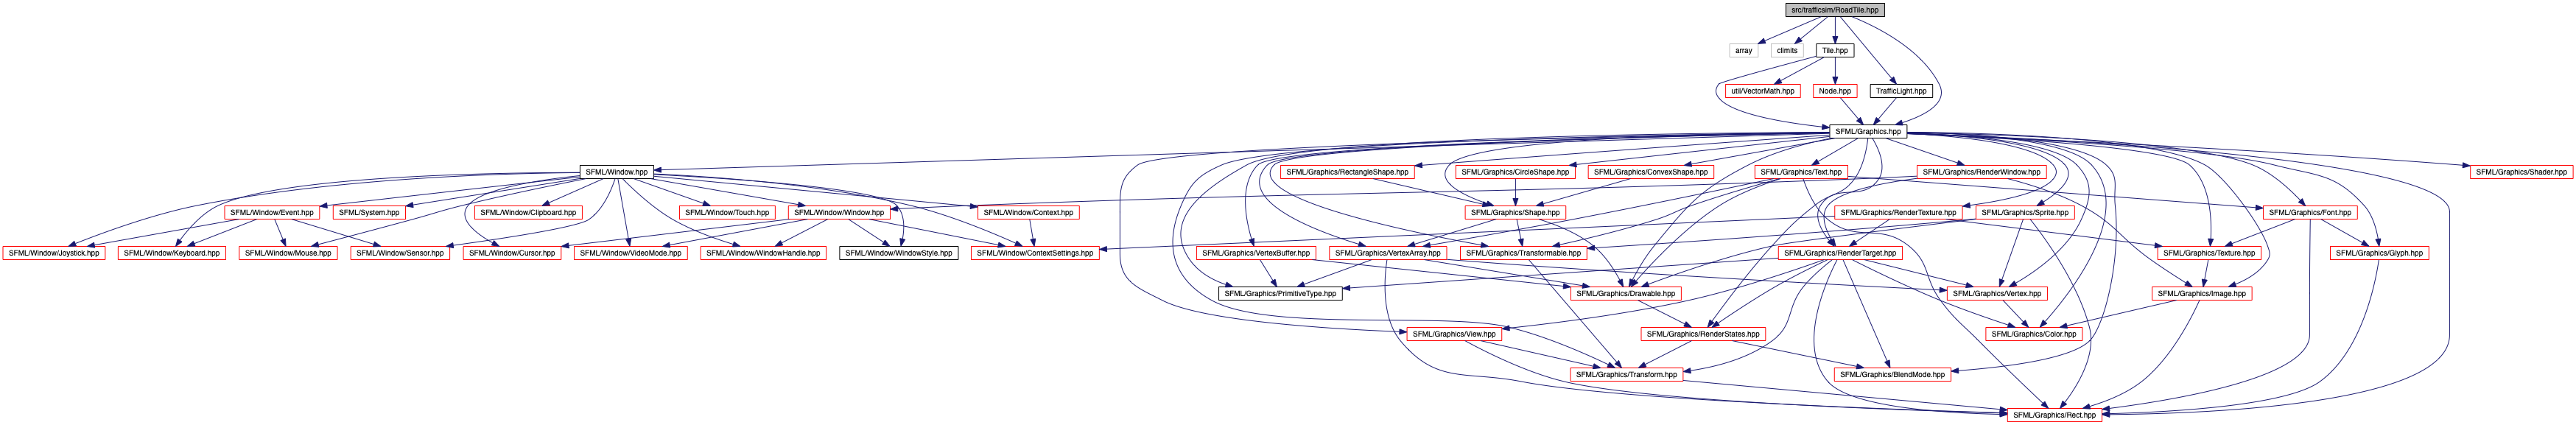 src/trafficsim/RoadTile.hpp
array
climits
Tile.hpp
util/VectorMath.hpp
Node.hpp
TrafficLight.hpp
SFML/Graphics.hpp
SFML/Window.hpp
SFML/Graphics/RectangleShape.hpp
SFML/Graphics/CircleShape.hpp
SFML/Graphics/ConvexShape.hpp
SFML/Graphics/Text.hpp
SFML/Graphics/RenderWindow.hpp
SFML/Graphics/Shader.hpp
SFML/Window/Event.hpp
SFML/System.hpp
SFML/Window/Clipboard.hpp
SFML/Window/Touch.hpp
SFML/Window/Window.hpp
SFML/Window/Context.hpp
SFML/Graphics/Shape.hpp
SFML/Graphics/RenderTexture.hpp
SFML/Graphics/Sprite.hpp
SFML/Graphics/Font.hpp
SFML/Window/Joystick.hpp
SFML/Window/Keyboard.hpp
SFML/Window/Mouse.hpp
SFML/Window/Sensor.hpp
SFML/Window/Cursor.hpp
SFML/Window/VideoMode.hpp
SFML/Window/WindowHandle.hpp
SFML/Window/WindowStyle.hpp
SFML/Window/ContextSettings.hpp
SFML/Graphics/VertexBuffer.hpp
SFML/Graphics/VertexArray.hpp
SFML/Graphics/Transformable.hpp
SFML/Graphics/RenderTarget.hpp
SFML/Graphics/Texture.hpp
SFML/Graphics/Glyph.hpp
SFML/Graphics/PrimitiveType.hpp
SFML/Graphics/Drawable.hpp
SFML/Graphics/Vertex.hpp
SFML/Graphics/Image.hpp
SFML/Graphics/View.hpp
SFML/Graphics/RenderStates.hpp
SFML/Graphics/Color.hpp
SFML/Graphics/Transform.hpp
SFML/Graphics/BlendMode.hpp
SFML/Graphics/Rect.hpp